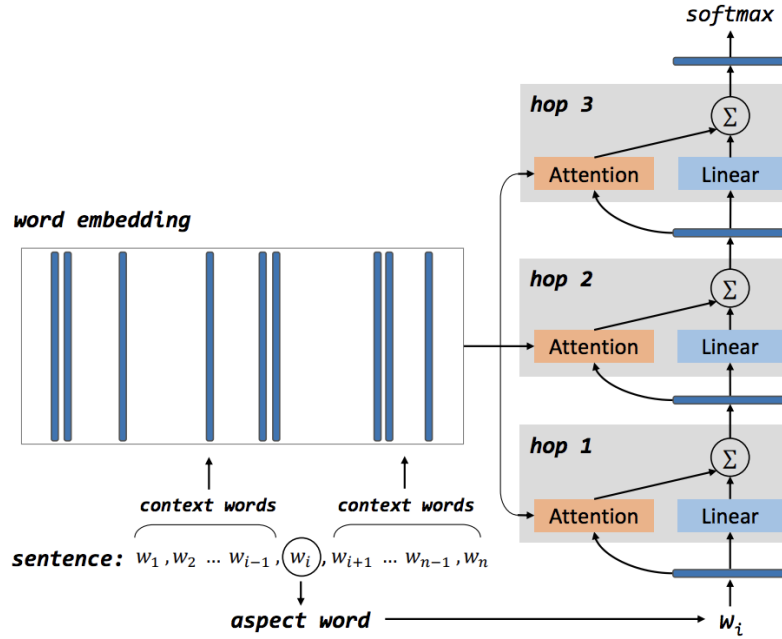 softmax
hop 3
Σ
Attention
Linear
word embedding
hop 2
Σ
Attention
Linear
hop 1
Σ
Attention
Linear
context words
context words
sentence: w₁ , w₂ ... wᵢ₋₁ , wᵢ , wᵢ₊₁ ... wₙ₋₁ , wₙ
aspect word
wᵢ